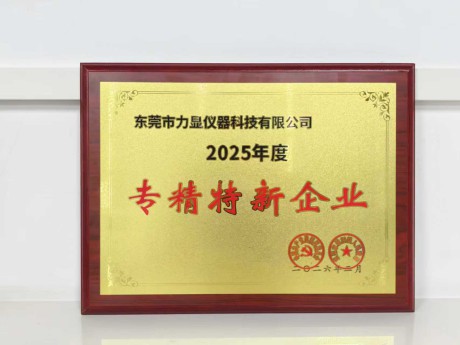 东莞市力显仪器科技有限公司
2025年度
专精特新企业
二〇二六年二月